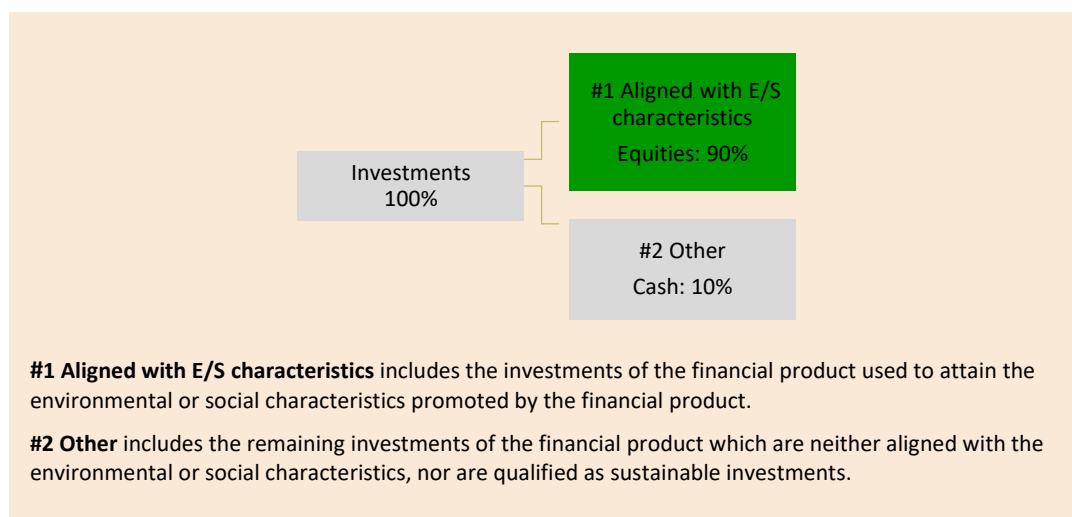 #1 Aligned with E/S
characteristics
Equities: 90%
Investments
100%
#2 Other
Cash: 10%
#1 Aligned with E/S characteristics includes the investments of the financial product used to attain the
environmental or social characteristics promoted by the financial product.
#2 Other includes the remaining investments of the financial product which are neither aligned with the
environmental or social characteristics, nor are qualified as sustainable investments.